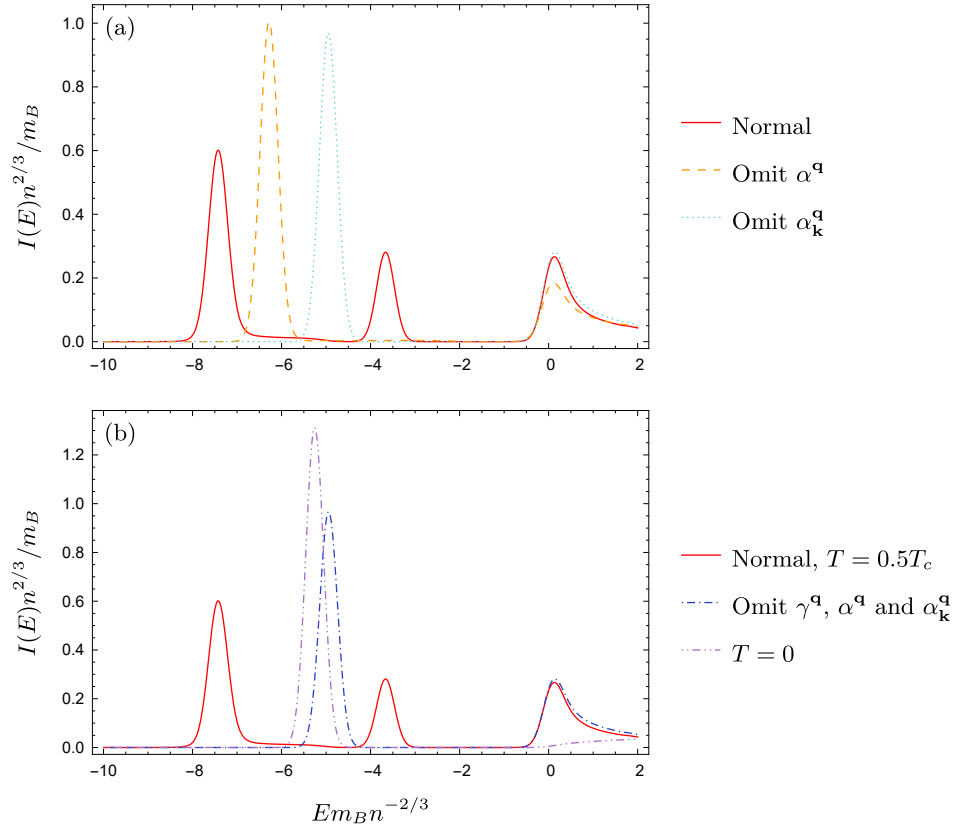 (a)
1.0
0.8
0.6
0.4
0.2
0.0
I(E)n^{2/3}/m_B
−10
−8
−6
−4
−2
0
2
Normal
Omit α^q
Omit α_k^q
(b)
1.2
1.0
0.8
0.6
0.4
0.2
0.0
I(E)n^{2/3}/m_B
−10
−8
−6
−4
−2
0
2
Em_Bn^{−2/3}
Normal, T = 0.5T_c
Omit γ^q, α^q and α_k^q
T = 0